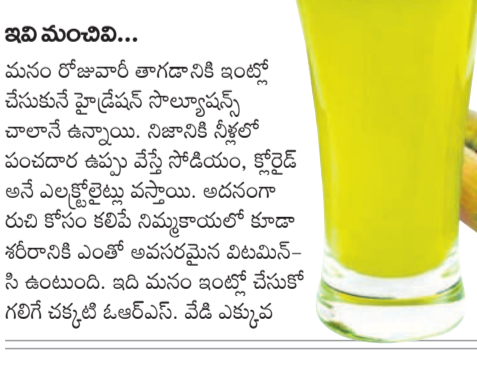 ఇవి మంచివి...
మనం రోజువారీ తాగడానికి ఇంట్లో
చేసుకునే హైడ్రేషన్ సొల్యూషన్స్
చాలానే ఉన్నాయి. నిజానికి నీళ్లలో
పంచదార ఉప్పు వేస్తే సోడియం, క్లోరైడ్
అనే ఎలక్ట్రోలైట్లు వస్తాయి. అదనంగా
రుచి కోసం కలిపే నిమ్మకాయలో కూడా
శరీరానికి ఎంతో అవసరమైన విటమిన్–
సి ఉంటుంది. ఇది మనం ఇంట్లో చేసుకో
గలిగే చక్కటి ఓఆర్ఎస్. వేడి ఎక్కువ